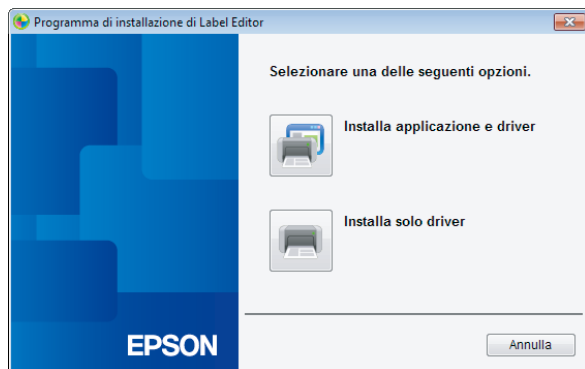 Programma di installazione di Label Editor
Selezionare una delle seguenti opzioni.
Installa applicazione e driver
Installa solo driver
EPSON
Annulla